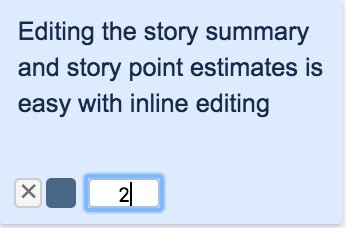 Editing the story summary
and story point estimates is
easy with inline editing
2